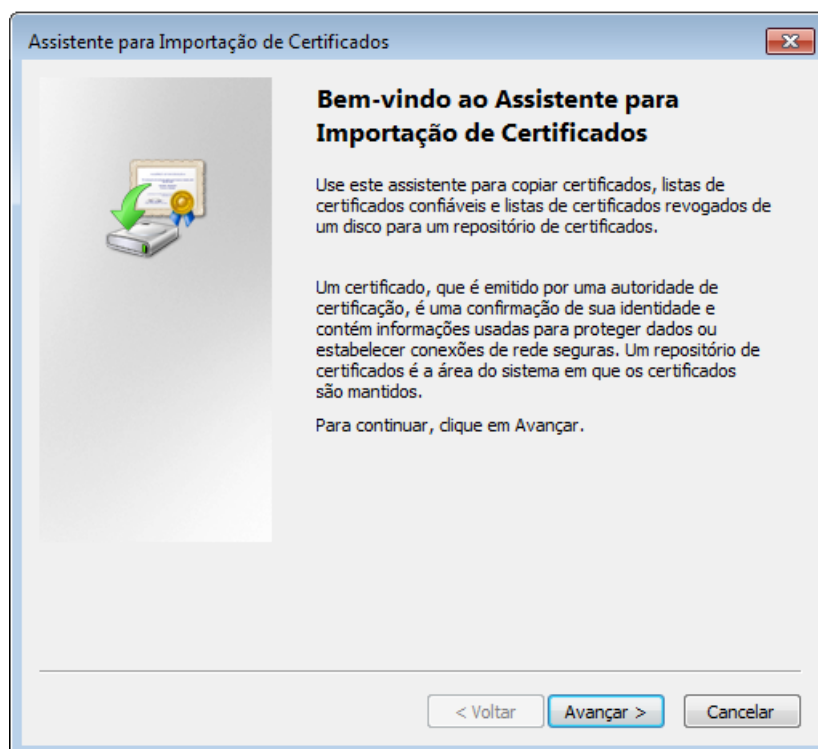 Assistente para Importação de Certificados
Bem-vindo ao Assistente para
Importação de Certificados
Use este assistente para copiar certificados, listas de
certificados confiáveis e listas de certificados revogados de
um disco para um repositório de certificados.
Um certificado, que é emitido por uma autoridade de
certificação, é uma confirmação de sua identidade e
contém informações usadas para proteger dados ou
estabelecer conexões de rede seguras. Um repositório de
certificados é a área do sistema em que os certificados
são mantidos.
Para continuar, clique em Avançar.
< Voltar Avançar > Cancelar